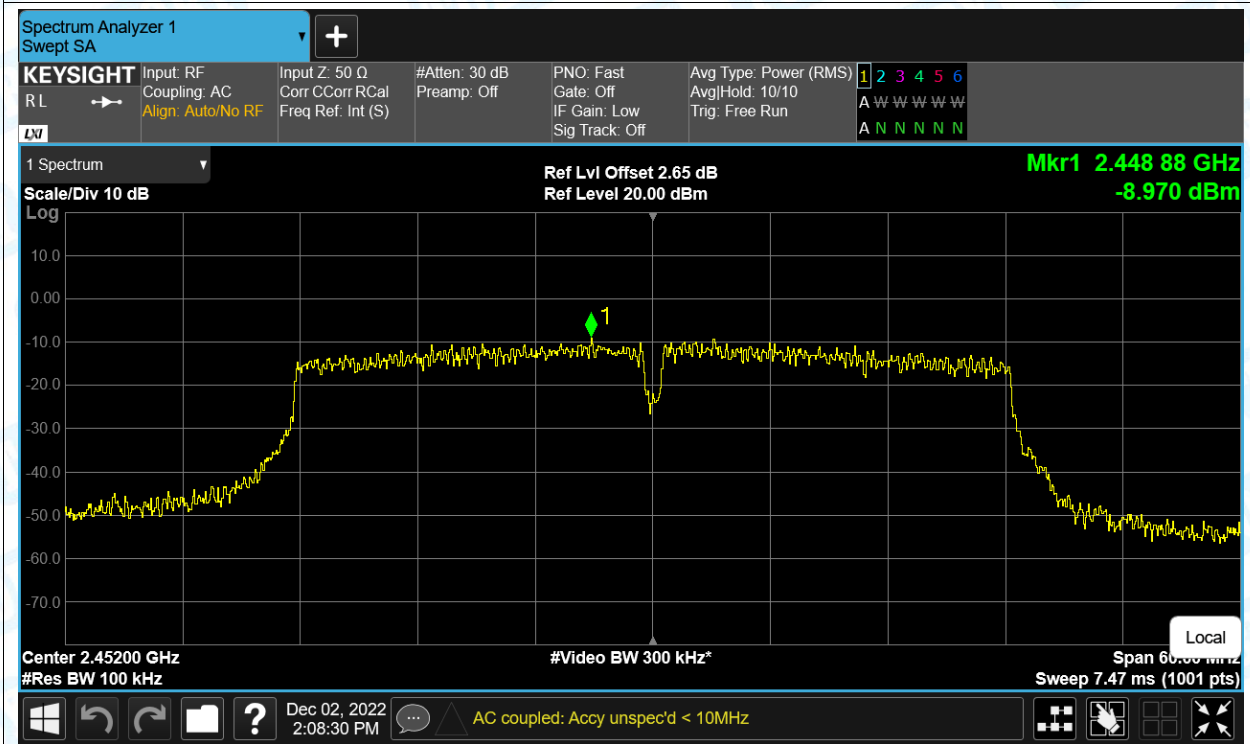 Spectrum Analyzer 1
Swept SA
KEYSIGHT
R L
LXI
Input: RF
Coupling: AC
Align: Auto/No RF
Input Z: 50 Ω
Corr CCorr RCal
Freq Ref: Int (S)
#Atten: 30 dB
Preamp: Off
PNO: Fast
Gate: Off
IF Gain: Low
Sig Track: Off
Avg Type: Power (RMS)
Avg|Hold: 10/10
Trig: Free Run
1 2 3 4 5 6
A W W W W W
A N N N N N
1 Spectrum
Scale/Div 10 dB
Log
Ref Lvl Offset 2.65 dB
Ref Level 20.00 dBm
Mkr1 2.448 88 GHz
-8.970 dBm
10.0
0.00
-10.0
-20.0
-30.0
-40.0
-50.0
-60.0
-70.0
1
Local
Center 2.45200 GHz
#Res BW 100 kHz
#Video BW 300 kHz*
Span 60.00 MHz
Sweep 7.47 ms (1001 pts)
?
Dec 02, 2022
2:08:30 PM
AC coupled: Accy unspec'd < 10MHz